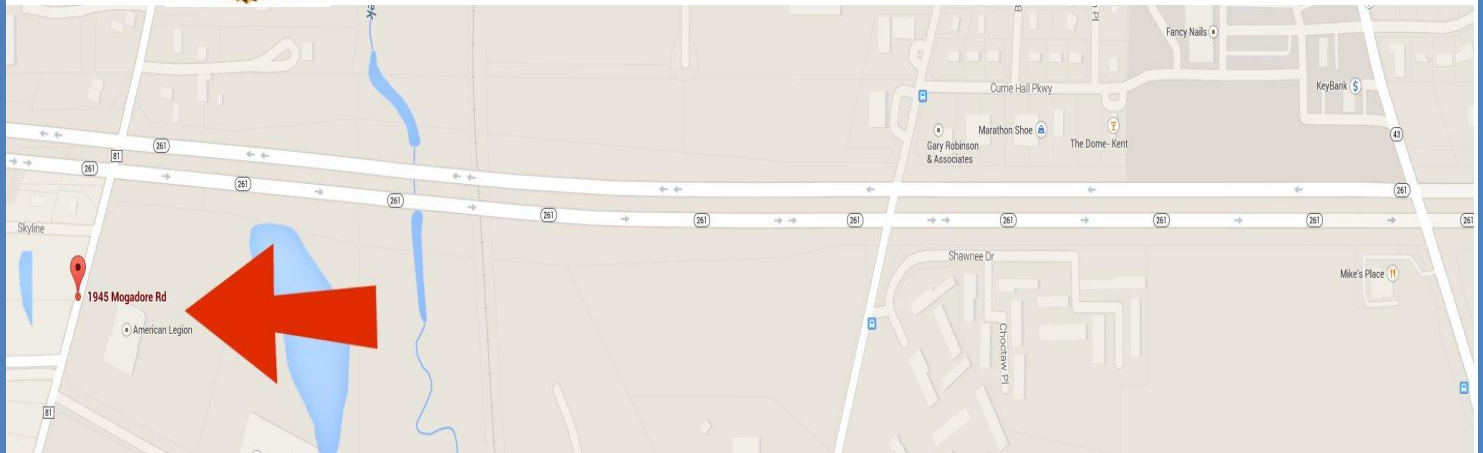 Fancy Nails
KeyBank
Currie Hall Pkwy
Marathon Shoe
The Dome- Kent
Gary Robinson
& Associates
43
261
81
261
261
261
261
261
261
261
261
261
261
261
261
Skyline
Shawnee Dr
Mike's Place
1945 Mogadore Rd
American Legion
Choctaw Pl
81